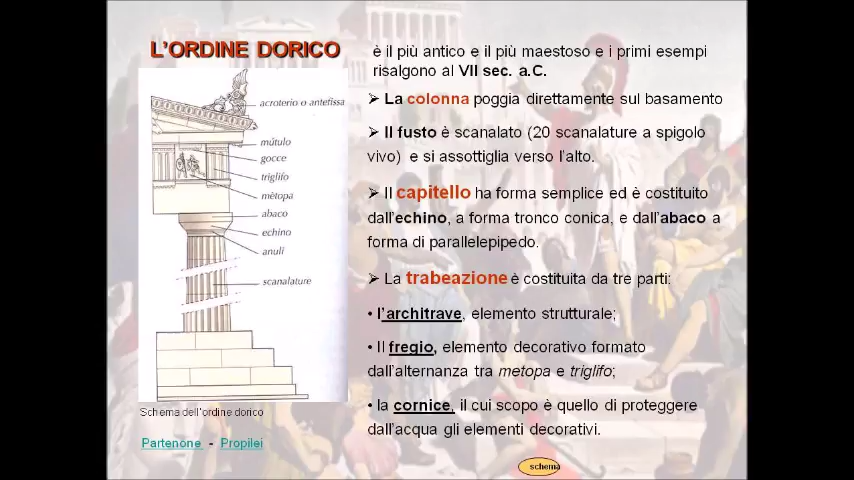 L'ORDINE DORICO
è il più antico e il più maestoso e i primi esempi
risalgono al VII sec. a.C.
➢ La colonna poggia direttamente sul basamento
➢ Il fusto è scanalato (20 scanalature a spigolo
vivo) e si assottiglia verso l'alto.
➢ Il capitello ha forma semplice ed è costituito
dall'echino, a forma tronco conica, e dall'abaco a
forma di parallelepipedo.
➢ La trabeazione è costituita da tre parti:
• l'architrave, elemento strutturale;
• Il fregio, elemento decorativo formato
dall'alternanza tra metopa e triglifo;
• la cornice, il cui scopo è quello di proteggere
dall'acqua gli elementi decorativi.
acroterio o antefissa
mútulo
gocce
triglifo
mètopa
abaco
echino
anuli
scanalature
Schema dell'ordine dorico
Partenone - Propilei
schema